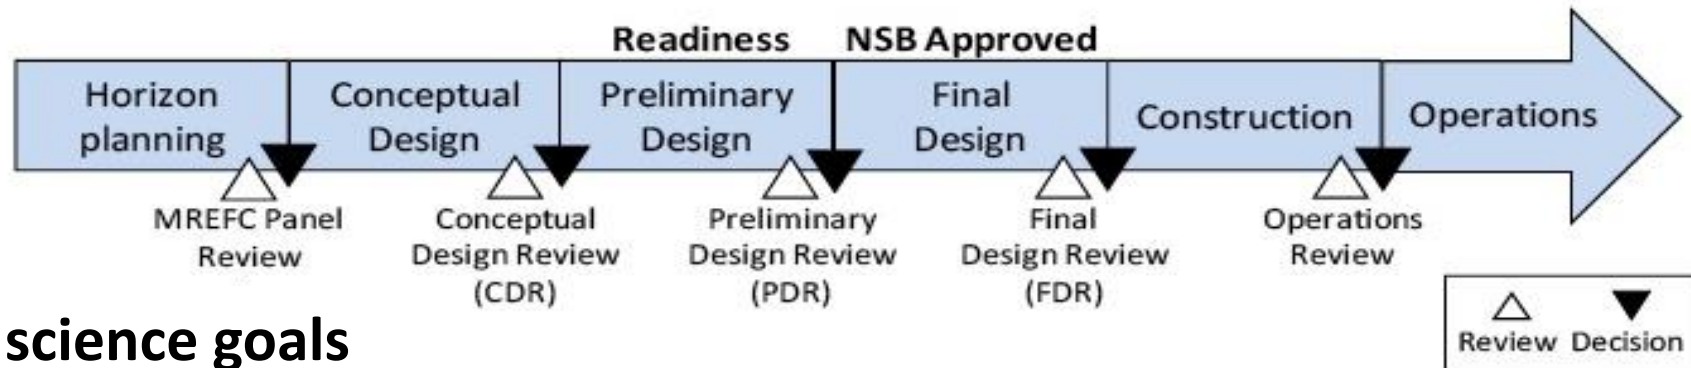 Readiness NSB Approved
Horizon
planning
Conceptual
Design
Preliminary
Design
Final
Design
Construction
Operations
MREFC Panel
Review
Conceptual
Design Review
(CDR)
Preliminary
Design Review
(PDR)
Final
Design Review
(FDR)
Operations
Review
Review Decision
science goals